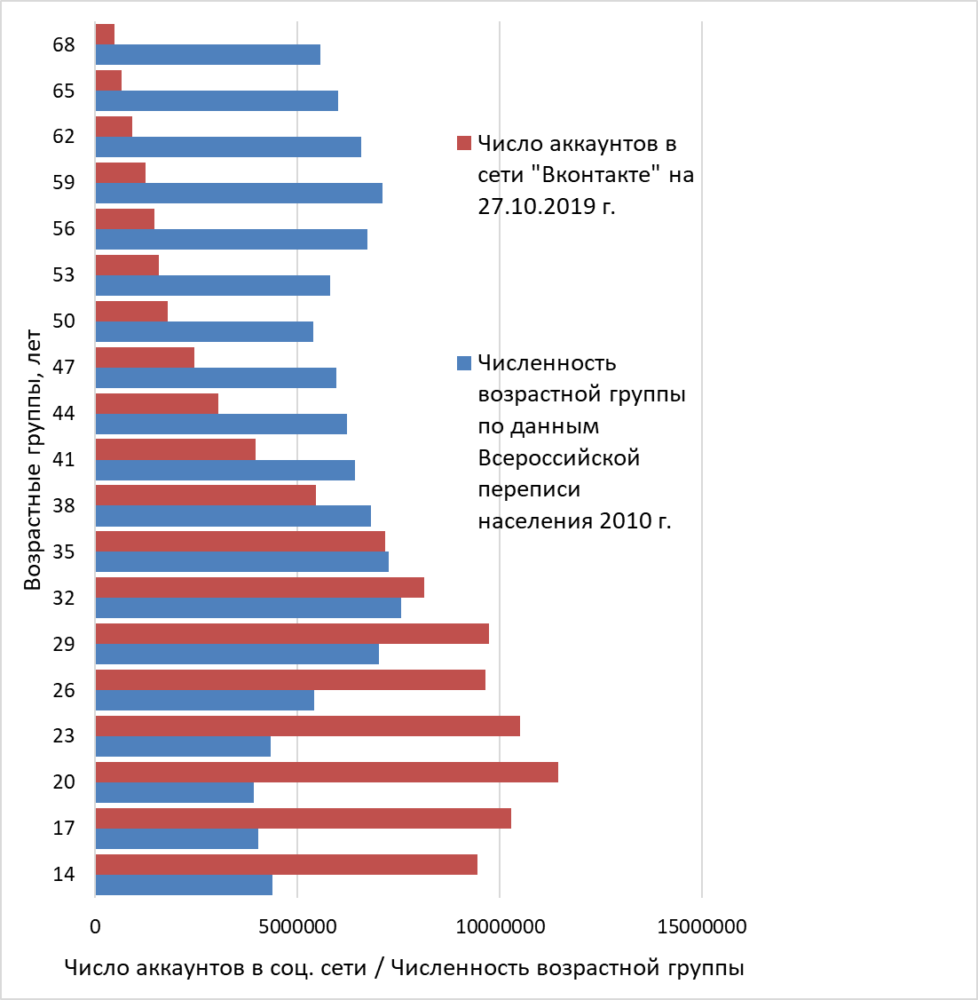 68
65
62
59
56
53
50
47
44
41
38
35
32
29
26
23
20
17
14
Возрастные группы, лет
Число аккаунтов в
сети "Вконтакте" на
27.10.2019 г.
Численность
возрастной группы
по данным
Всероссийской
переписи
населения 2010 г.
0 5000000 10000000 15000000
Число аккаунтов в соц. сети / Численность возрастной группы